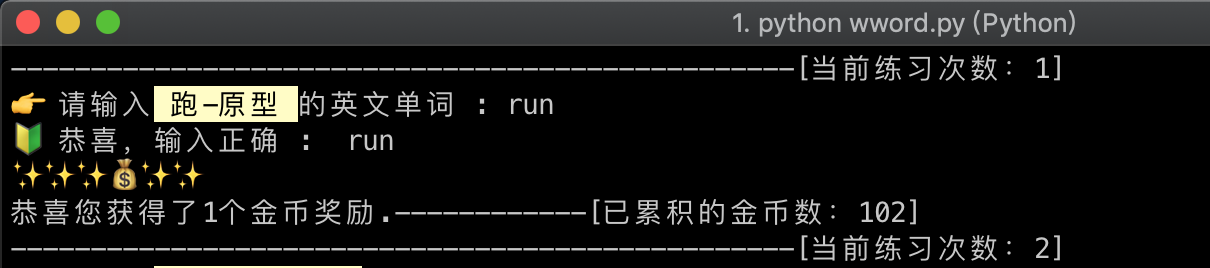 1. python wword.py (Python)
-------------------------------------------------[当前练习次数: 1]
👉 请输入 跑-原型 的英文单词 : run
🔰 恭喜, 输入正确 : run
✨✨✨💰✨✨
恭喜您获得了1个金币奖励.------------[已累积的金币数: 102]
-------------------------------------------------[当前练习次数: 2]